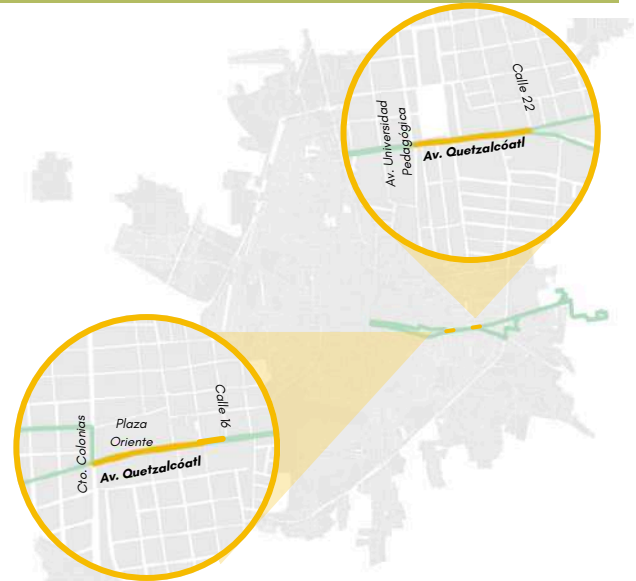 Calle 22
Av. Universidad
Pedagógica
Av. Quetzalcóatl
Calle 16
Plaza
Oriente
Cto. Colonias
Av. Quetzalcóatl